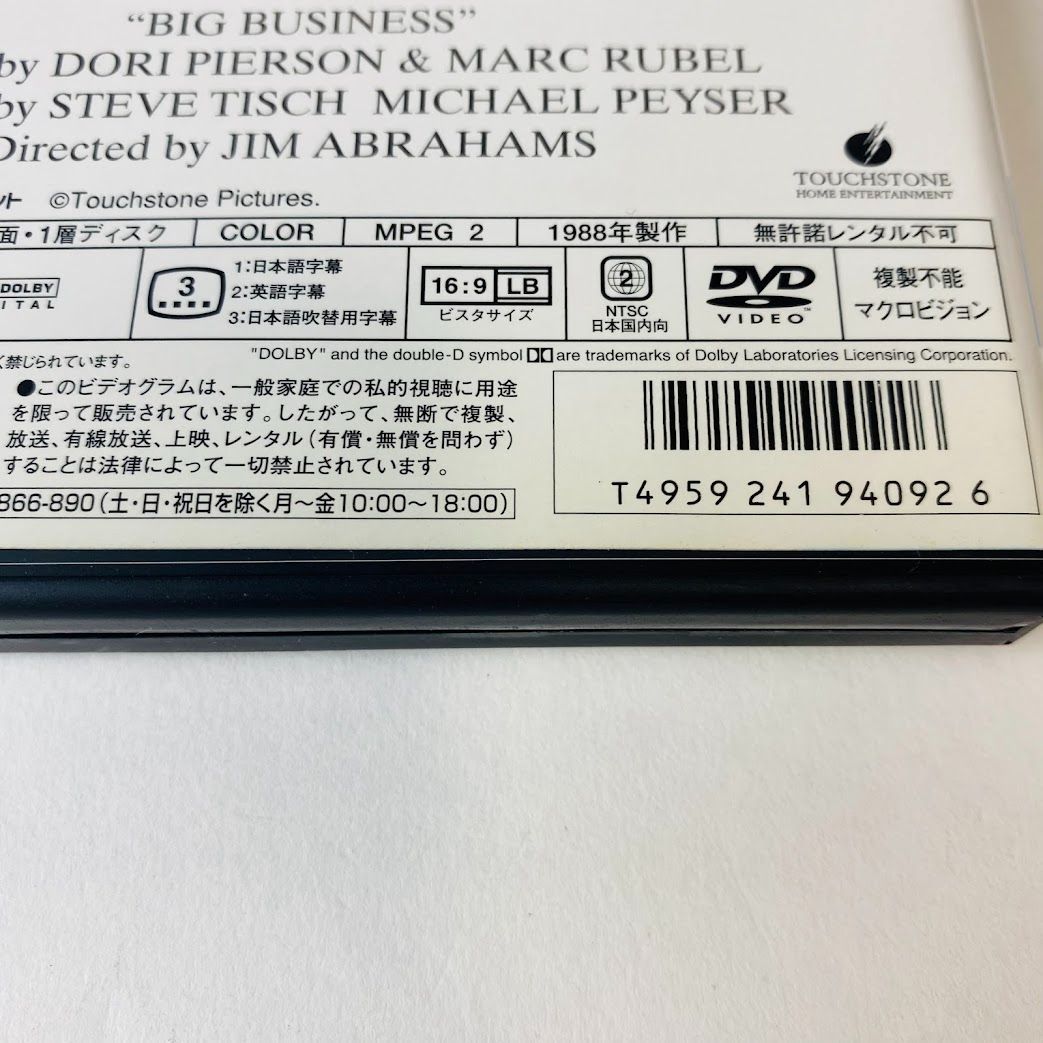 "BIG BUSINESS"
by DORI PIERSON & MARC RUBEL
by STEVE TISCH MICHAEL PEYSER
Directed by JIM ABRAHAMS
TOUCHSTONE
HOME ENTERTAINMENT
ット ©Touchstone Pictures.
面・1層ディスク COLOR MPEG 2 1988年製作 無許諾レンタル不可
DOLBY
ITAL
3
1:日本語字幕
2:英語字幕
3:日本語吹替用字幕
16:9 LB
ビスタサイズ
2
NTSC
日本国内向
DVD
VIDEO™
複製不能
マクロビジョン
く禁じられています。
"DOLBY" and the double-D symbol are trademarks of Dolby Laboratories Licensing Corporation.
●このビデオグラムは、一般家庭での私的視聴に用途
を限って販売されています。したがって、無断で複製、
放送、有線放送、上映、レンタル（有償・無償を問わず）
することは法律によって一切禁止されています。
866-890（土・日・祝日を除く月〜金10:00〜18:00）
T4959 241 94092 6